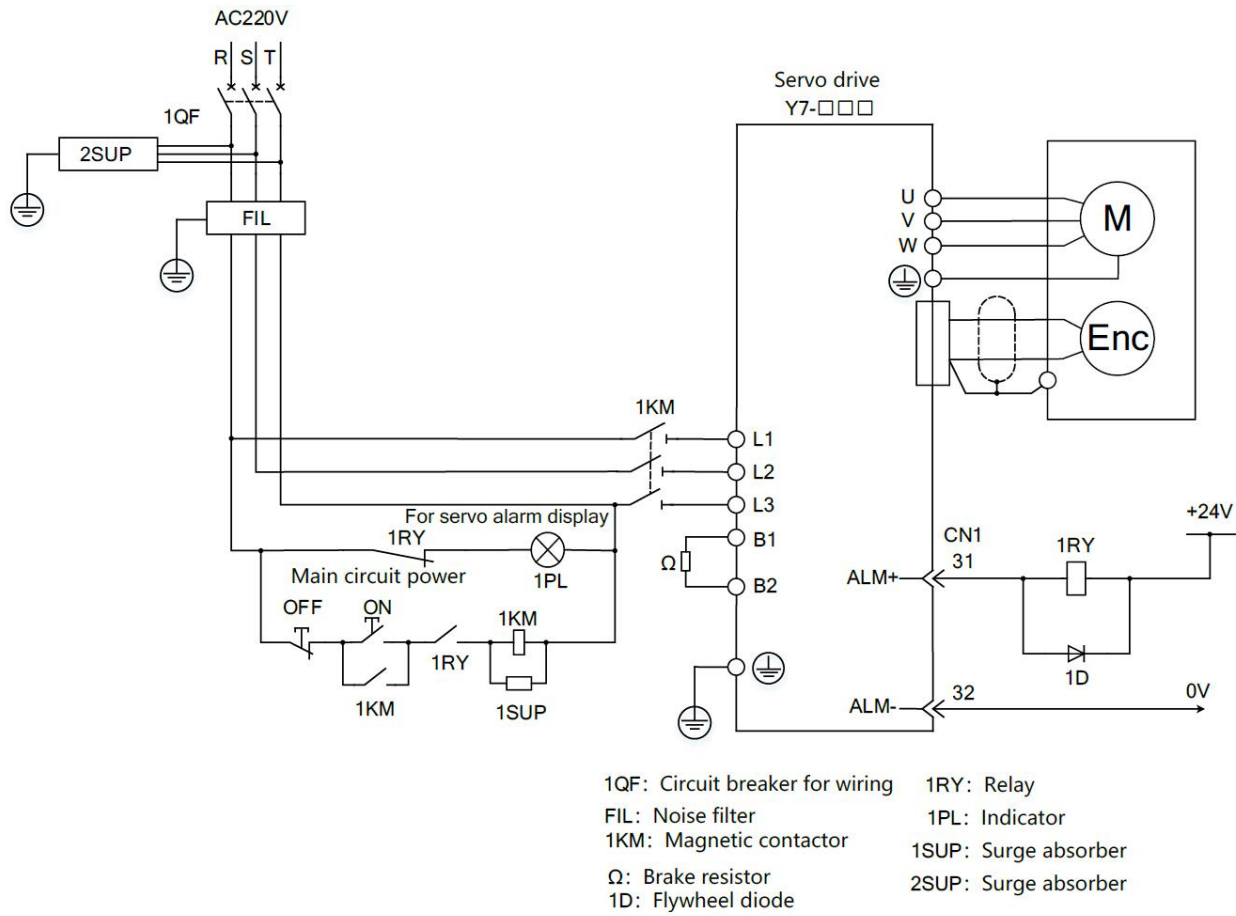 AC220V
R S T
1QF
2SUP
FIL
Servo drive
Y7-□□□
U
V
W
M
Enc
1KM
L1
L2
L3
For servo alarm display
1RY
1PL
Main circuit power
OFF
ON
1KM
1RY
1KM
1SUP
B1
Ω
B2
CN1
+24V
ALM+
31
1RY
1D
ALM-
32
0V
1QF: Circuit breaker for wiring
FIL: Noise filter
1KM: Magnetic contactor
Ω: Brake resistor
1D: Flywheel diode
1RY: Relay
1PL: Indicator
1SUP: Surge absorber
2SUP: Surge absorber